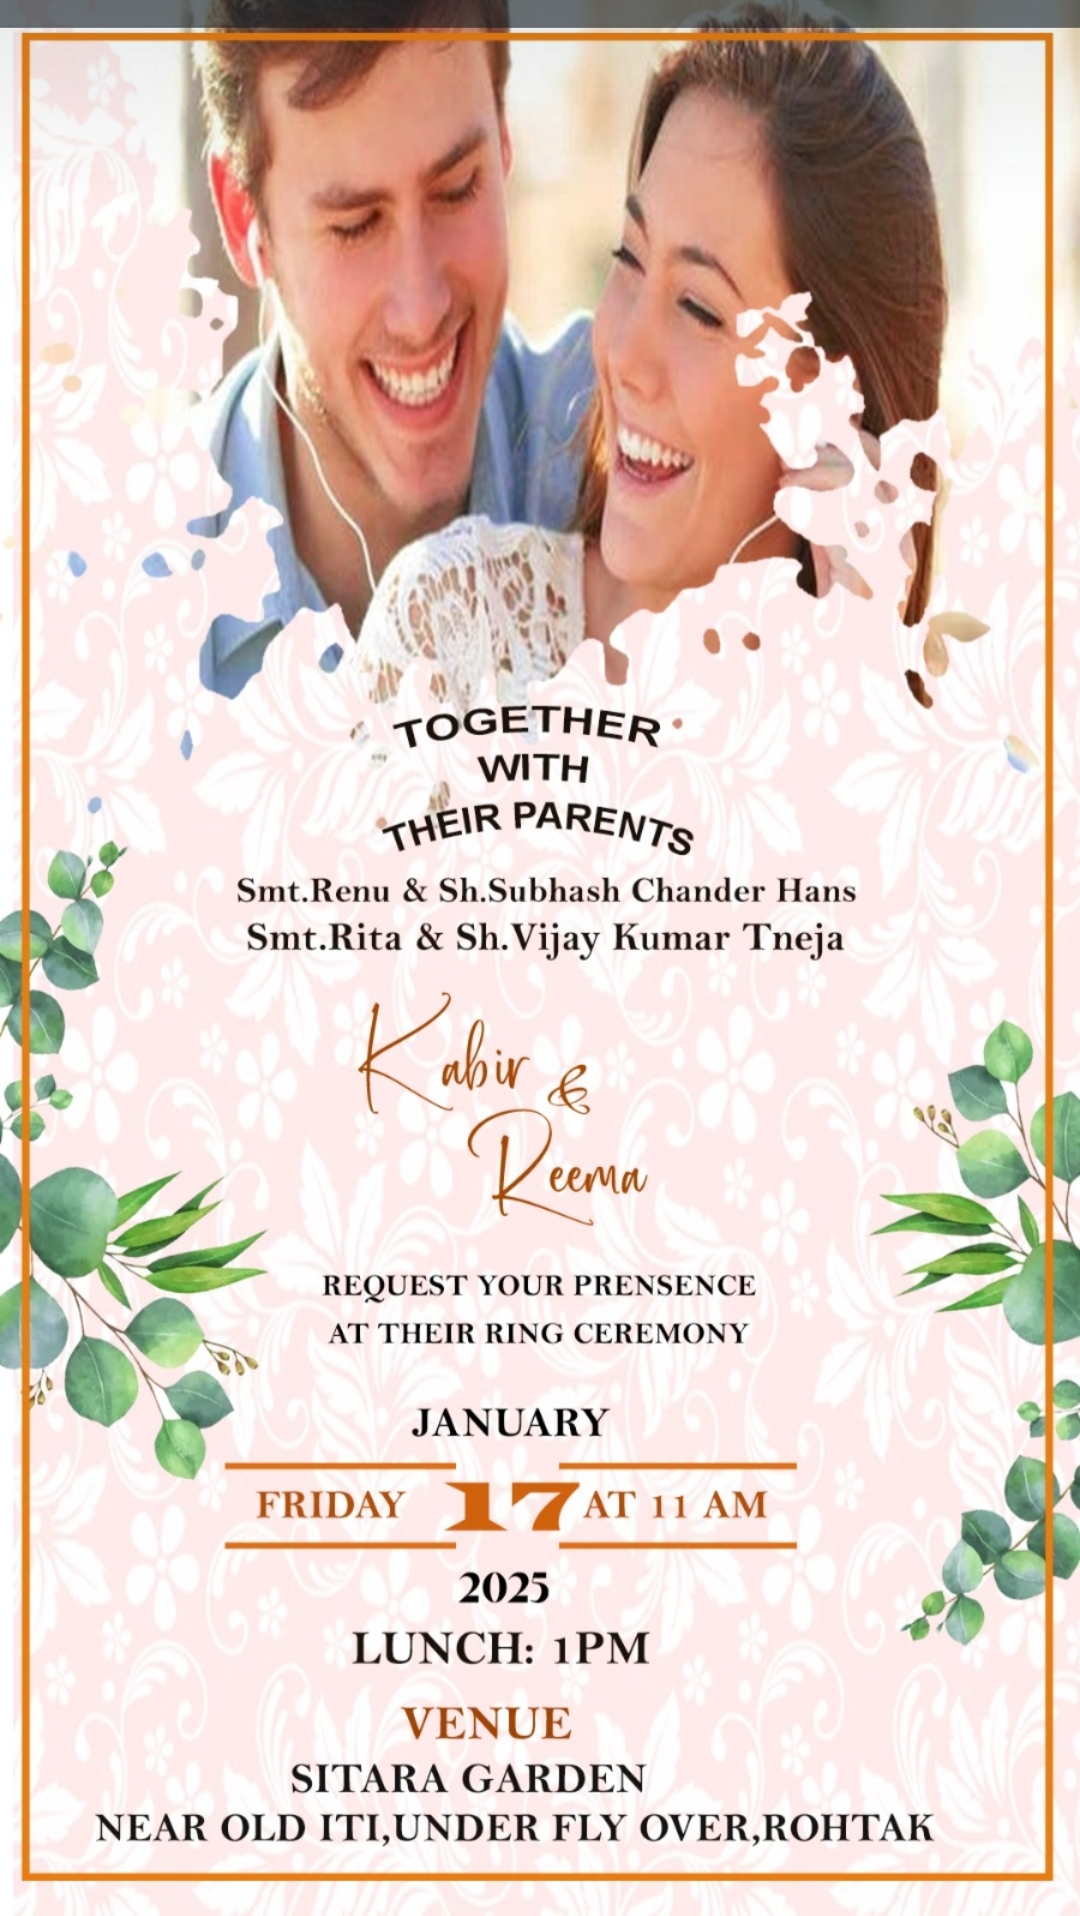 TOGETHER
WITH
THEIR PARENTS
Smt.Renu & Sh.Subhash Chander Hans
Smt.Rita & Sh.Vijay Kumar Tneja
Kabir &
Reema
REQUEST YOUR PRENSENCE
AT THEIR RING CEREMONY
JANUARY
FRIDAY 17 AT 11 AM
2025
LUNCH: 1PM
VENUE
SITARA GARDEN
NEAR OLD ITI,UNDER FLY OVER,ROHTAK